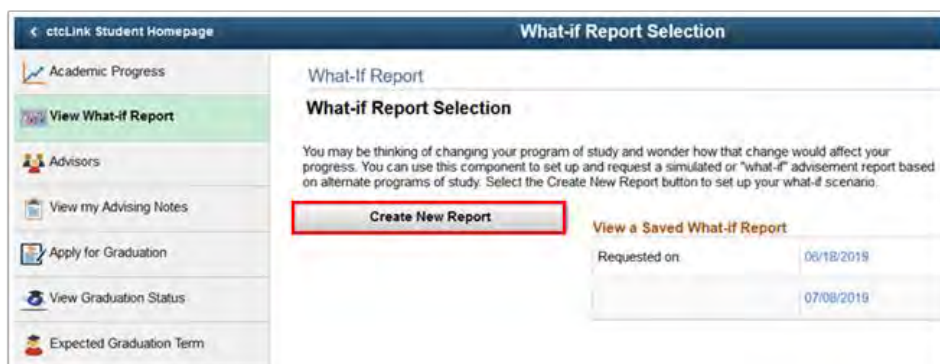 < ctcLink Student Homepage
What-if Report Selection
Academic Progress
View What-if Report
Advisors
View my Advising Notes
Apply for Graduation
View Graduation Status
Expected Graduation Term
What-If Report
What-if Report Selection
You may be thinking of changing your program of study and wonder how that change would affect your
progress. You can use this component to set up and request a simulated or "what-if" advisement report based
on alternate programs of study. Select the Create New Report button to set up your what-if scenario.
Create New Report
View a Saved What-if Report
Requested on 06/18/2019
07/08/2019